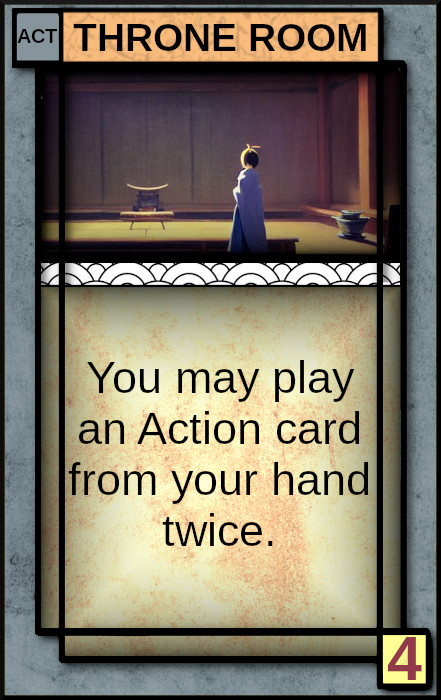 ACT THRONE ROOM
You may play
an Action card
from your hand
twice.
4